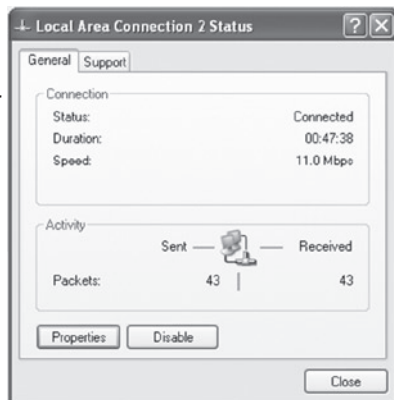 Local Area Connection 2 Status
General Support
Connection
Status: Connected
Duration: 00:47:38
Speed: 11.0 Mbps
Activity
Sent Received
Packets: 43 43
Properties Disable
Close